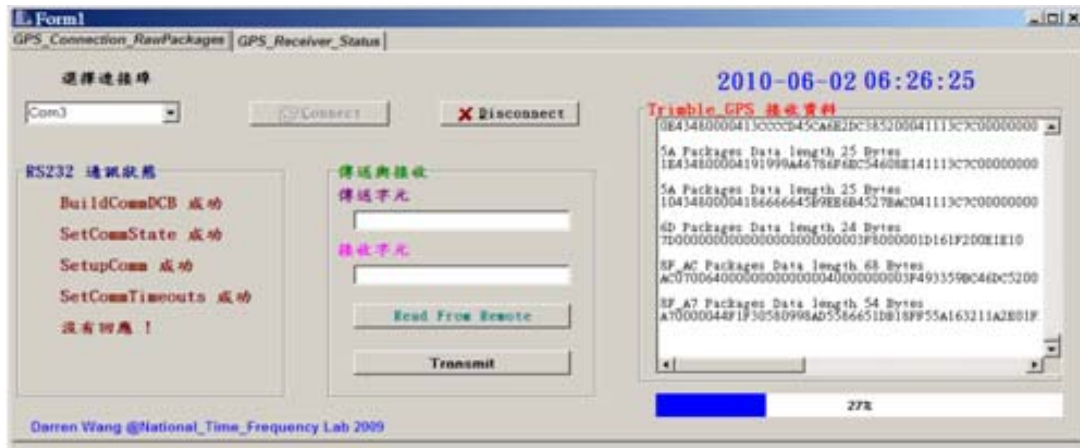 Form1
GPS_Connection_RawPackages GPS_Receiver_Status
選擇連接埠
2010-06-02 06:26:25
Com3 Connect Disconnect
Trimble_GPS 接收資料
RS232 通訊狀態
BuildCommDCB 成功
SetCommState 成功
SetupComm 成功
SetCommTimeouts 成功
沒有回應 !
傳送與接收
傳送字元
接收字元
Read From Remote
Transmit
5A Packages Data length 25 Bytes
5A Packages Data length 25 Bytes
6D Packages Data length 24 Bytes
8F_AC Packages Data length 68 Bytes
8F_A7 Packages Data length 54 Bytes
27%
Darren Wang @National_Time_Frequency Lab 2009